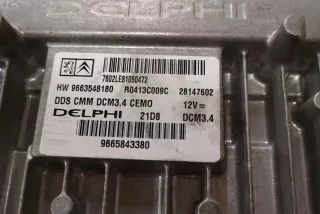 DELPHI
7602LE81050472
HW 9663548180 R0413C009C 28147602
DDS CMM DCM3.4 CEMO 12V =
DELPHI 21D8 DCM3.4
9665843380